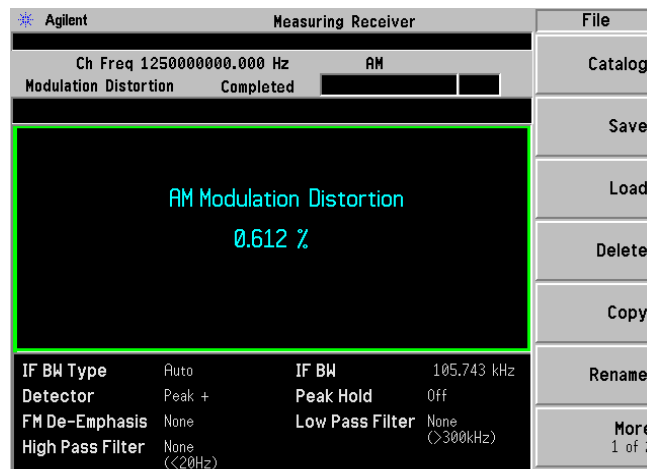 Agilent Measuring Receiver File
Ch Freq 1250000000.000 Hz AM
Modulation Distortion Completed
Catalog
Save
Load
Delete
Copy
Rename
More
1 of
AM Modulation Distortion
0.612 %
IF BW Type Auto IF BW 105.743 kHz
Detector Peak + Peak Hold Off
FM De-Emphasis None Low Pass Filter None
(>300kHz)
High Pass Filter None
(<20Hz)